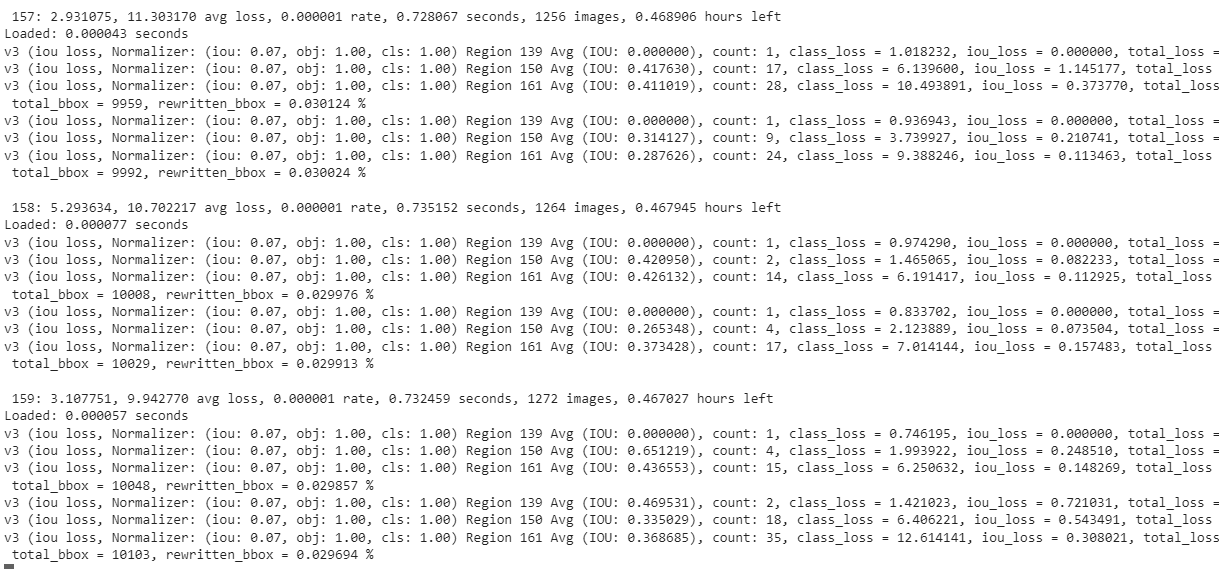 157: 2.931075, 11.303170 avg loss, 0.000001 rate, 0.728067 seconds, 1256 images, 0.468906 hours left
Loaded: 0.000043 seconds
v3 (iou loss, Normalizer: (iou: 0.07, obj: 1.00, cls: 1.00) Region 139 Avg (IOU: 0.000000), count: 1, class_loss = 1.018232, iou_loss = 0.000000, total_loss =
v3 (iou loss, Normalizer: (iou: 0.07, obj: 1.00, cls: 1.00) Region 150 Avg (IOU: 0.417630), count: 17, class_loss = 6.139600, iou_loss = 1.145177, total_loss
v3 (iou loss, Normalizer: (iou: 0.07, obj: 1.00, cls: 1.00) Region 161 Avg (IOU: 0.411019), count: 28, class_loss = 10.493891, iou_loss = 0.373770, total_loss
total_bbox = 9959, rewritten_bbox = 0.030124 %
v3 (iou loss, Normalizer: (iou: 0.07, obj: 1.00, cls: 1.00) Region 139 Avg (IOU: 0.000000), count: 1, class_loss = 0.936943, iou_loss = 0.000000, total_loss =
v3 (iou loss, Normalizer: (iou: 0.07, obj: 1.00, cls: 1.00) Region 150 Avg (IOU: 0.314127), count: 9, class_loss = 3.739927, iou_loss = 0.210741, total_loss =
v3 (iou loss, Normalizer: (iou: 0.07, obj: 1.00, cls: 1.00) Region 161 Avg (IOU: 0.287626), count: 24, class_loss = 9.388246, iou_loss = 0.113463, total_loss
total_bbox = 9992, rewritten_bbox = 0.030024 %
158: 5.293634, 10.702217 avg loss, 0.000001 rate, 0.735152 seconds, 1264 images, 0.467945 hours left
Loaded: 0.000077 seconds
v3 (iou loss, Normalizer: (iou: 0.07, obj: 1.00, cls: 1.00) Region 139 Avg (IOU: 0.000000), count: 1, class_loss = 0.974290, iou_loss = 0.000000, total_loss =
v3 (iou loss, Normalizer: (iou: 0.07, obj: 1.00, cls: 1.00) Region 150 Avg (IOU: 0.420950), count: 2, class_loss = 1.465065, iou_loss = 0.082233, total_loss =
v3 (iou loss, Normalizer: (iou: 0.07, obj: 1.00, cls: 1.00) Region 161 Avg (IOU: 0.426132), count: 14, class_loss = 6.191417, iou_loss = 0.112925, total_loss
total_bbox = 10008, rewritten_bbox = 0.029976 %
v3 (iou loss, Normalizer: (iou: 0.07, obj: 1.00, cls: 1.00) Region 139 Avg (IOU: 0.000000), count: 1, class_loss = 0.833702, iou_loss = 0.000000, total_loss =
v3 (iou loss, Normalizer: (iou: 0.07, obj: 1.00, cls: 1.00) Region 150 Avg (IOU: 0.265348), count: 4, class_loss = 2.123889, iou_loss = 0.073504, total_loss =
v3 (iou loss, Normalizer: (iou: 0.07, obj: 1.00, cls: 1.00) Region 161 Avg (IOU: 0.373428), count: 17, class_loss = 7.014144, iou_loss = 0.157483, total_loss
total_bbox = 10029, rewritten_bbox = 0.029913 %
159: 3.107751, 9.942770 avg loss, 0.000001 rate, 0.732459 seconds, 1272 images, 0.467027 hours left
Loaded: 0.000057 seconds
v3 (iou loss, Normalizer: (iou: 0.07, obj: 1.00, cls: 1.00) Region 139 Avg (IOU: 0.000000), count: 1, class_loss = 0.746195, iou_loss = 0.000000, total_loss =
v3 (iou loss, Normalizer: (iou: 0.07, obj: 1.00, cls: 1.00) Region 150 Avg (IOU: 0.651219), count: 4, class_loss = 1.993922, iou_loss = 0.248510, total_loss =
v3 (iou loss, Normalizer: (iou: 0.07, obj: 1.00, cls: 1.00) Region 161 Avg (IOU: 0.436553), count: 15, class_loss = 6.250632, iou_loss = 0.148269, total_loss
total_bbox = 10048, rewritten_bbox = 0.029857 %
v3 (iou loss, Normalizer: (iou: 0.07, obj: 1.00, cls: 1.00) Region 139 Avg (IOU: 0.469531), count: 2, class_loss = 1.421023, iou_loss = 0.721031, total_loss =
v3 (iou loss, Normalizer: (iou: 0.07, obj: 1.00, cls: 1.00) Region 150 Avg (IOU: 0.335029), count: 18, class_loss = 6.406221, iou_loss = 0.543491, total_loss
v3 (iou loss, Normalizer: (iou: 0.07, obj: 1.00, cls: 1.00) Region 161 Avg (IOU: 0.368685), count: 35, class_loss = 12.614141, iou_loss = 0.308021, total_loss
total_bbox = 10103, rewritten_bbox = 0.029694 %